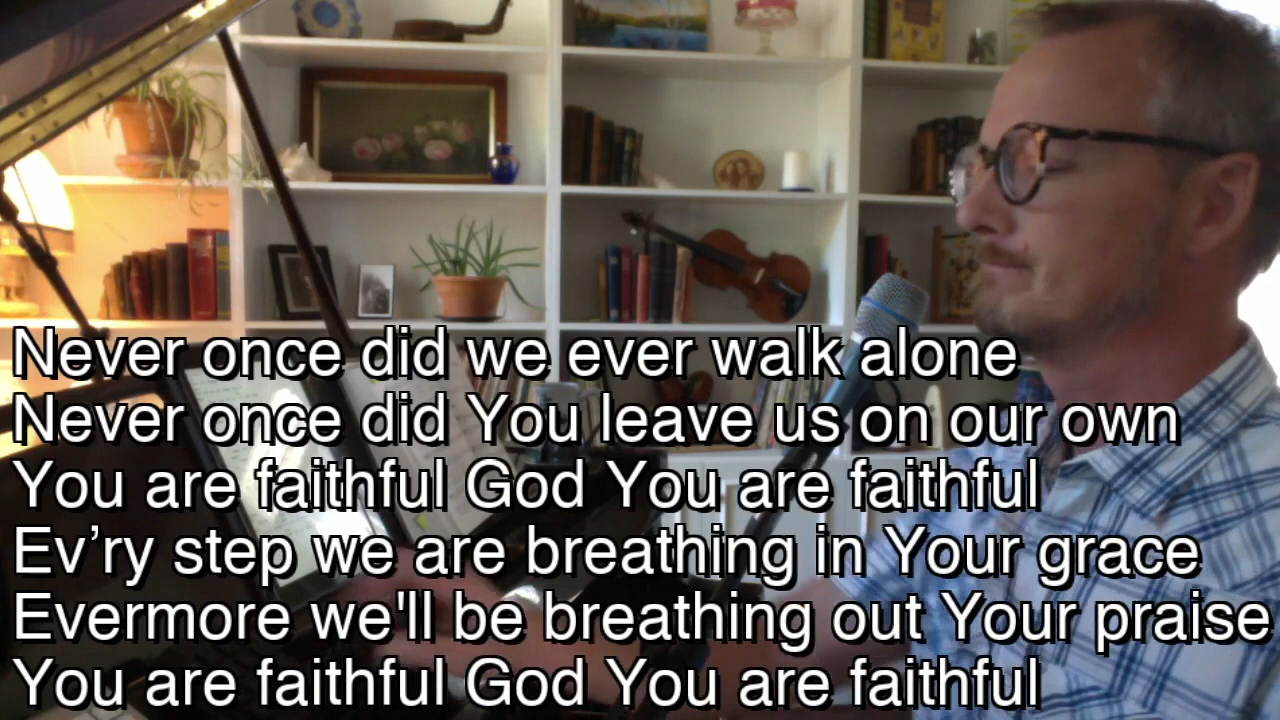 Never once did we ever walk alone
Never once did You leave us on our own
You are faithful God You are faithful
Ev’ry step we are breathing in Your grace
Evermore we'll be breathing out Your praise
You are faithful God You are faithful